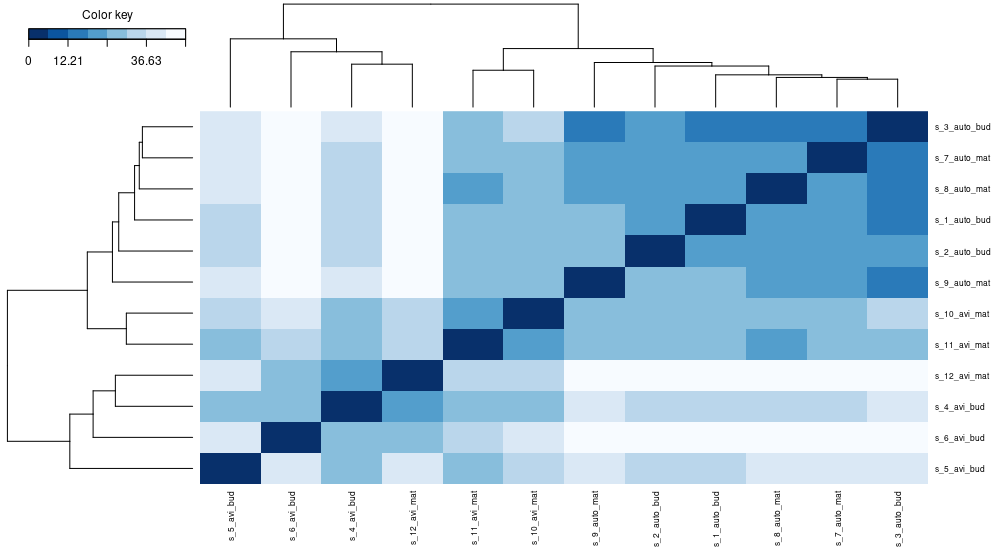 Color key
0 12.21 36.63
s_3_auto_bud
s_7_auto_mat
s_8_auto_mat
s_1_auto_bud
s_2_auto_bud
s_9_auto_mat
s_10_avi_mat
s_11_avi_mat
s_12_avi_mat
s_4_avi_bud
s_6_avi_bud
s_5_avi_bud
s_5_avi_bud
s_6_avi_bud
s_4_avi_bud
s_12_avi_mat
s_11_avi_mat
s_10_avi_mat
s_9_auto_mat
s_2_auto_bud
s_1_auto_bud
s_8_auto_mat
s_7_auto_mat
s_3_auto_bud